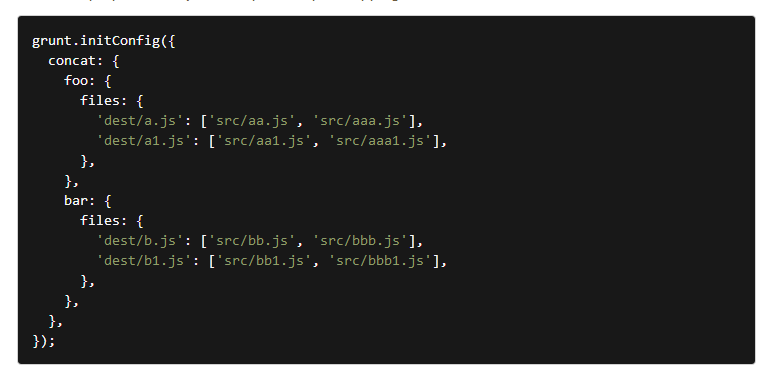 grunt.initConfig({
  concat: {
    foo: {
      files: {
        'dest/a.js': ['src/aa.js', 'src/aaa.js'],
        'dest/a1.js': ['src/aa1.js', 'src/aaa1.js'],
      },
    },
    bar: {
      files: {
        'dest/b.js': ['src/bb.js', 'src/bbb.js'],
        'dest/b1.js': ['src/bb1.js', 'src/bbb1.js'],
      },
    },
  },
});